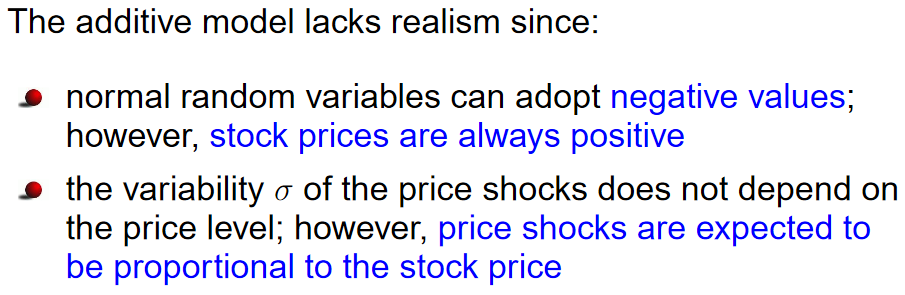 The additive model lacks realism since:
normal random variables can adopt negative values;
however, stock prices are always positive
the variability σ of the price shocks does not depend on
the price level; however, price shocks are expected to
be proportional to the stock price